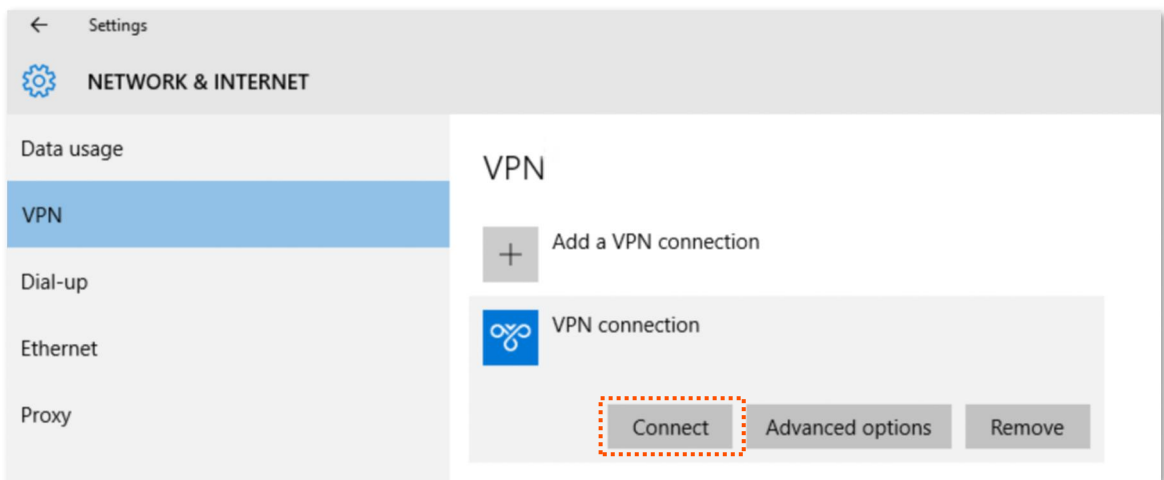 Settings
NETWORK & INTERNET
Data usage
VPN
Dial-up
Ethernet
Proxy
VPN
Add a VPN connection
VPN connection
Connect
Advanced options
Remove